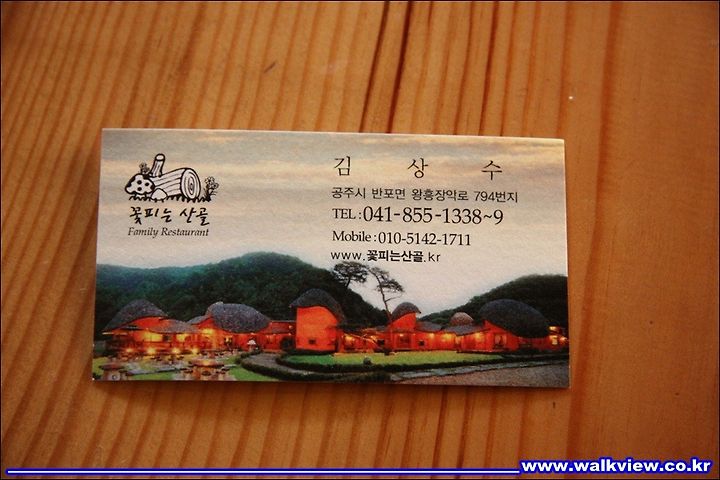 꽃피는 산골
Family Restaurant
김 상 수
공주시 반포면 왕흥장악로 794번지
TEL : 041-855-1338~9
Mobile : 010-5142-1711
www.꽃피는산골.kr
www.walkview.co.kr